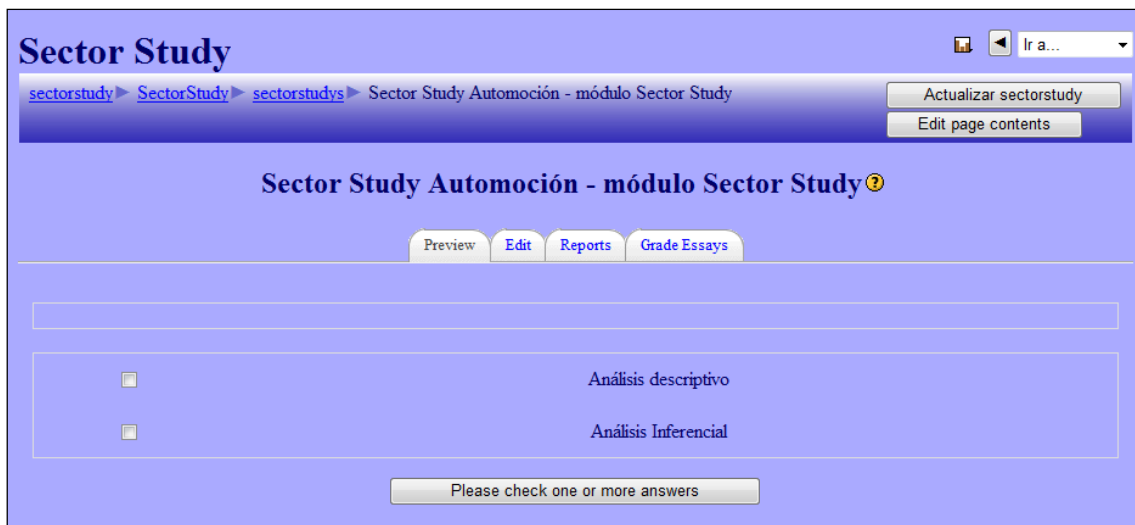 Sector Study
Ir a...
sectorstudy SectorStudy sectorstudys Sector Study Automoción - módulo Sector Study
Actualizar sectorstudy
Edit page contents
Sector Study Automoción - módulo Sector Study
Preview Edit Reports Grade Essays
Análisis descriptivo
Análisis Inferencial
Please check one or more answers